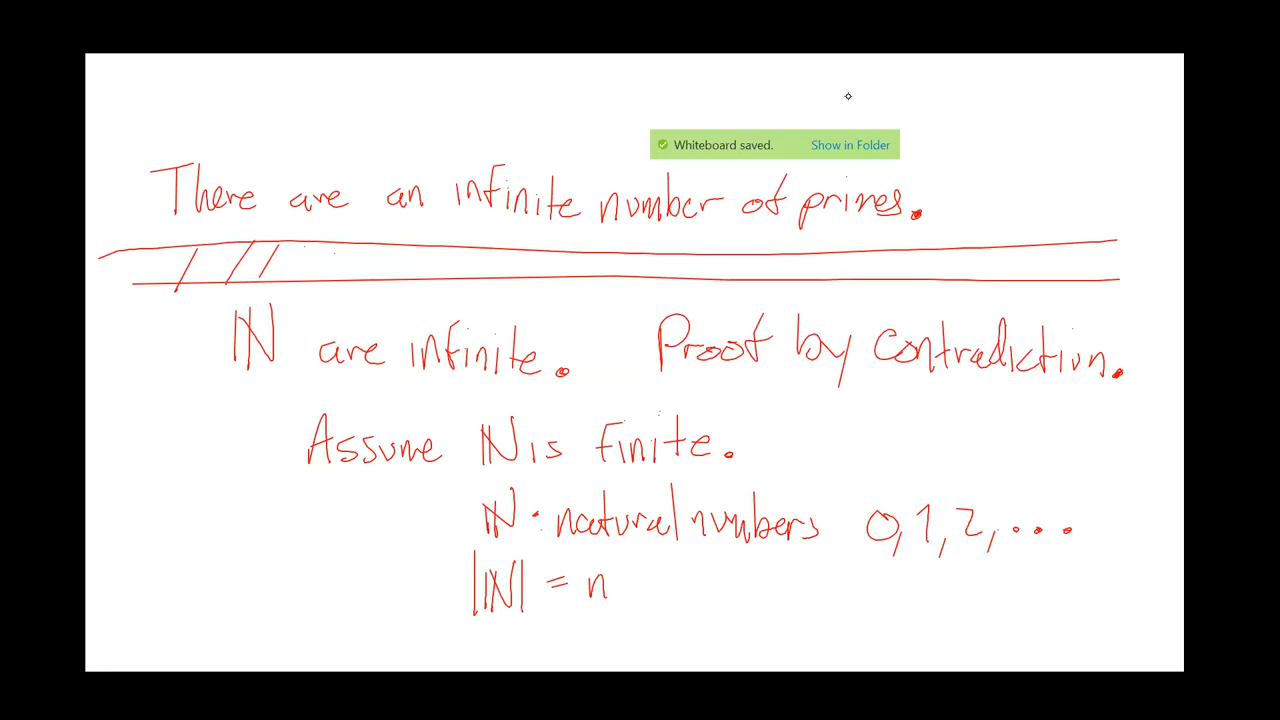 Whiteboard saved. Show in Folder
There are an infinite number of primes.
ℕ are infinite. Proof by contradiction.
Assume ℕ is finite.
ℕ: natural numbers 0, 1, 2, ...
|ℕ| = n